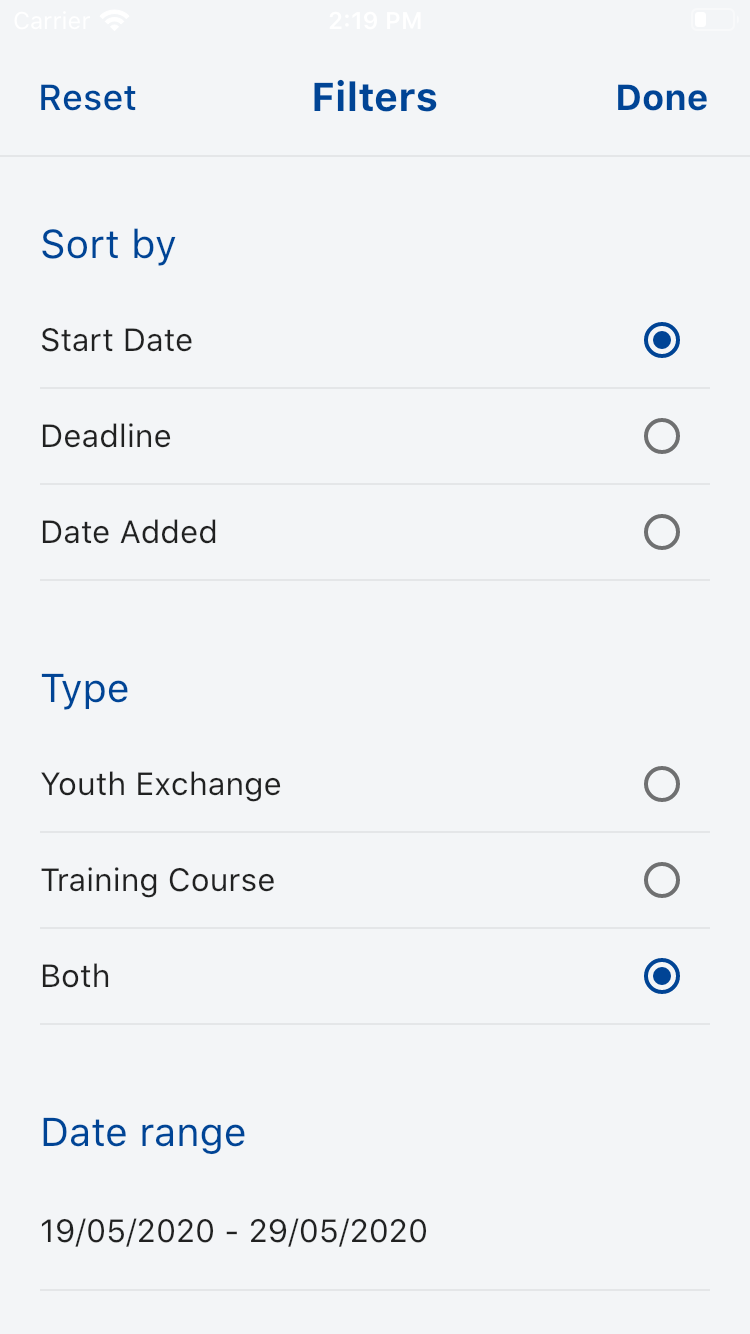 Carrier 2:19 PM
Reset Filters Done
Sort by
Start Date
Deadline
Date Added
Type
Youth Exchange
Training Course
Both
Date range
19/05/2020 - 29/05/2020